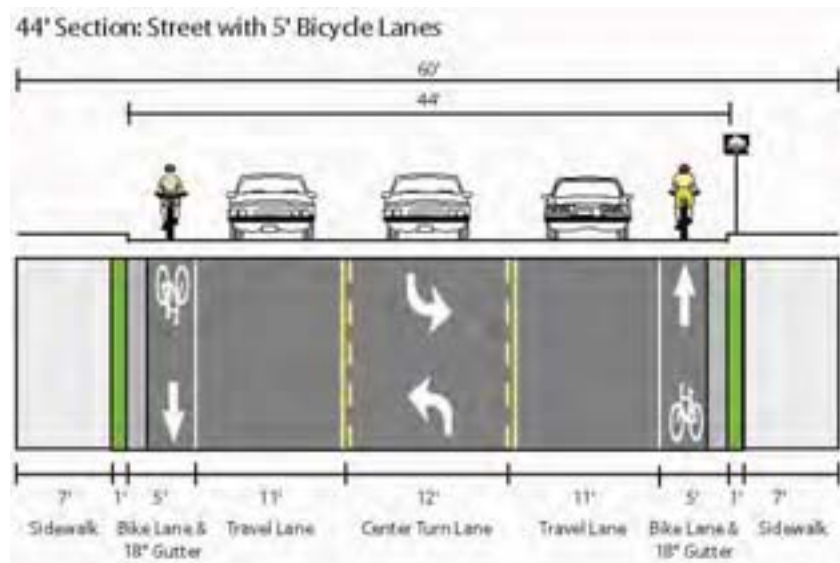 44' Section: Street with 5' Bicycle Lanes
60'
44'
7' 1' 5' 11' 12' 11' 5' 1' 7'
Sidewalk Bike Lane & Travel Lane Center Turn Lane Travel Lane Bike Lane & Sidewalk
18" Gutter 18" Gutter